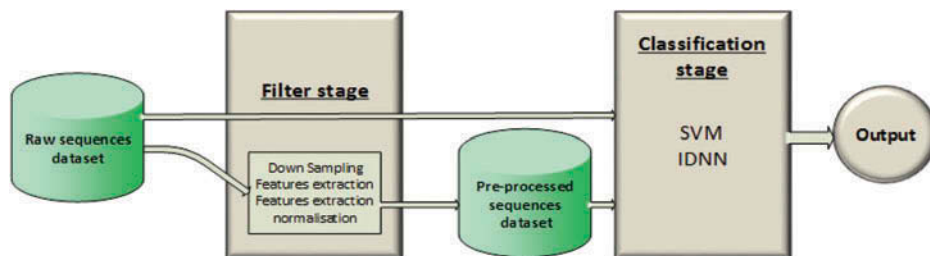 Raw sequences
dataset
Filter stage
Down Sampling
Features extraction
Features extraction
normalisation
Pre-processed
sequences
dataset
Classification
stage
SVM
IDNN
Output